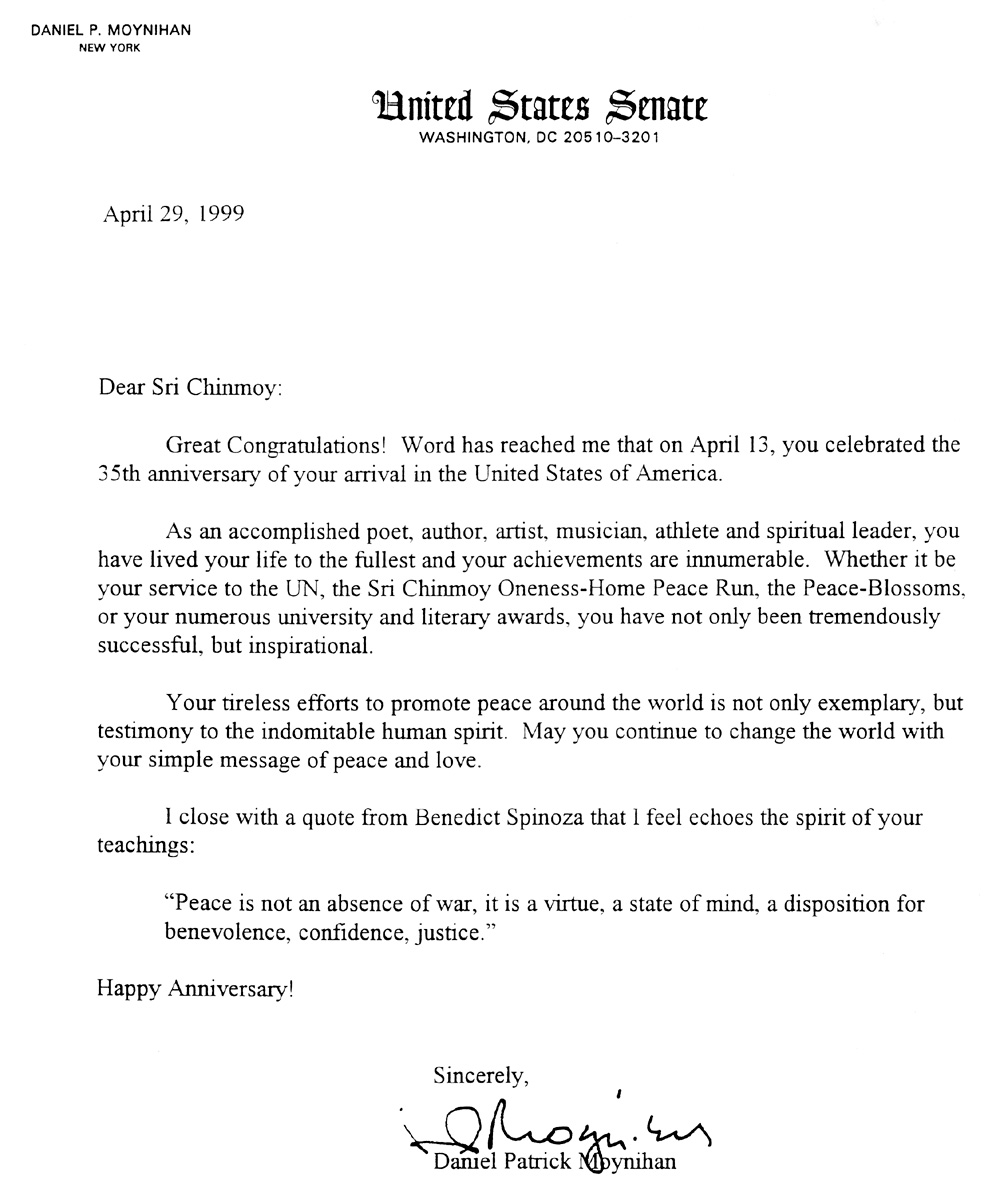 DANIEL P. MOYNIHAN
NEW YORK
United States Senate
WASHINGTON, DC 20510–3201
April 29, 1999
Dear Sri Chinmoy:
Great Congratulations! Word has reached me that on April 13, you celebrated the
35th anniversary of your arrival in the United States of America.
As an accomplished poet, author, artist, musician, athlete and spiritual leader, you
have lived your life to the fullest and your achievements are innumerable. Whether it be
your service to the UN, the Sri Chinmoy Oneness-Home Peace Run, the Peace-Blossoms,
or your numerous university and literary awards, you have not only been tremendously
successful, but inspirational.
Your tireless efforts to promote peace around the world is not only exemplary, but
testimony to the indomitable human spirit. May you continue to change the world with
your simple message of peace and love.
I close with a quote from Benedict Spinoza that I feel echoes the spirit of your
teachings:
“Peace is not an absence of war, it is a virtue, a state of mind, a disposition for
benevolence, confidence, justice.”
Happy Anniversary!
Sincerely,
Daniel Patrick Moynihan